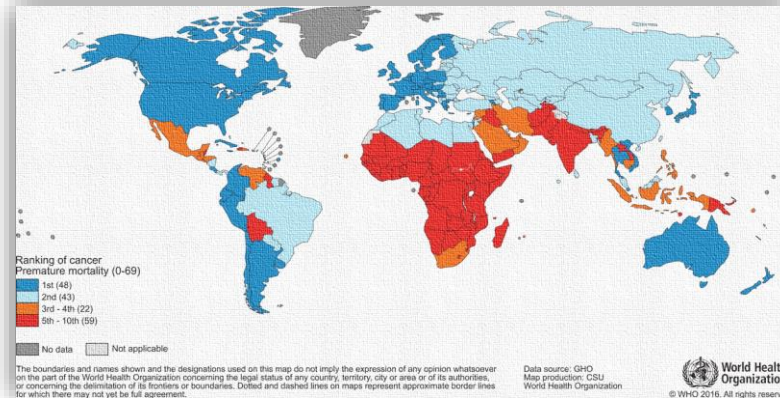 Ranking of cancer
Premature mortality (0-69)
1st (48)
2nd (43)
3rd - 4th (22)
5th - 10th (59)
No data
Not applicable
The boundaries and names shown and the designations used on this map do not imply the expression of any opinion whatsoever
on the part of the World Health Organization concerning the legal status of any country, territory, city or area or of its authorities,
or concerning the delimitation of its frontiers or boundaries. Dotted and dashed lines on maps represent approximate border lines
for which there may not yet be full agreement.
Data source: GHO
Map production: CSU
World Health Organization
World Healt
Organizatio
© WHO 2016. All rights reserv